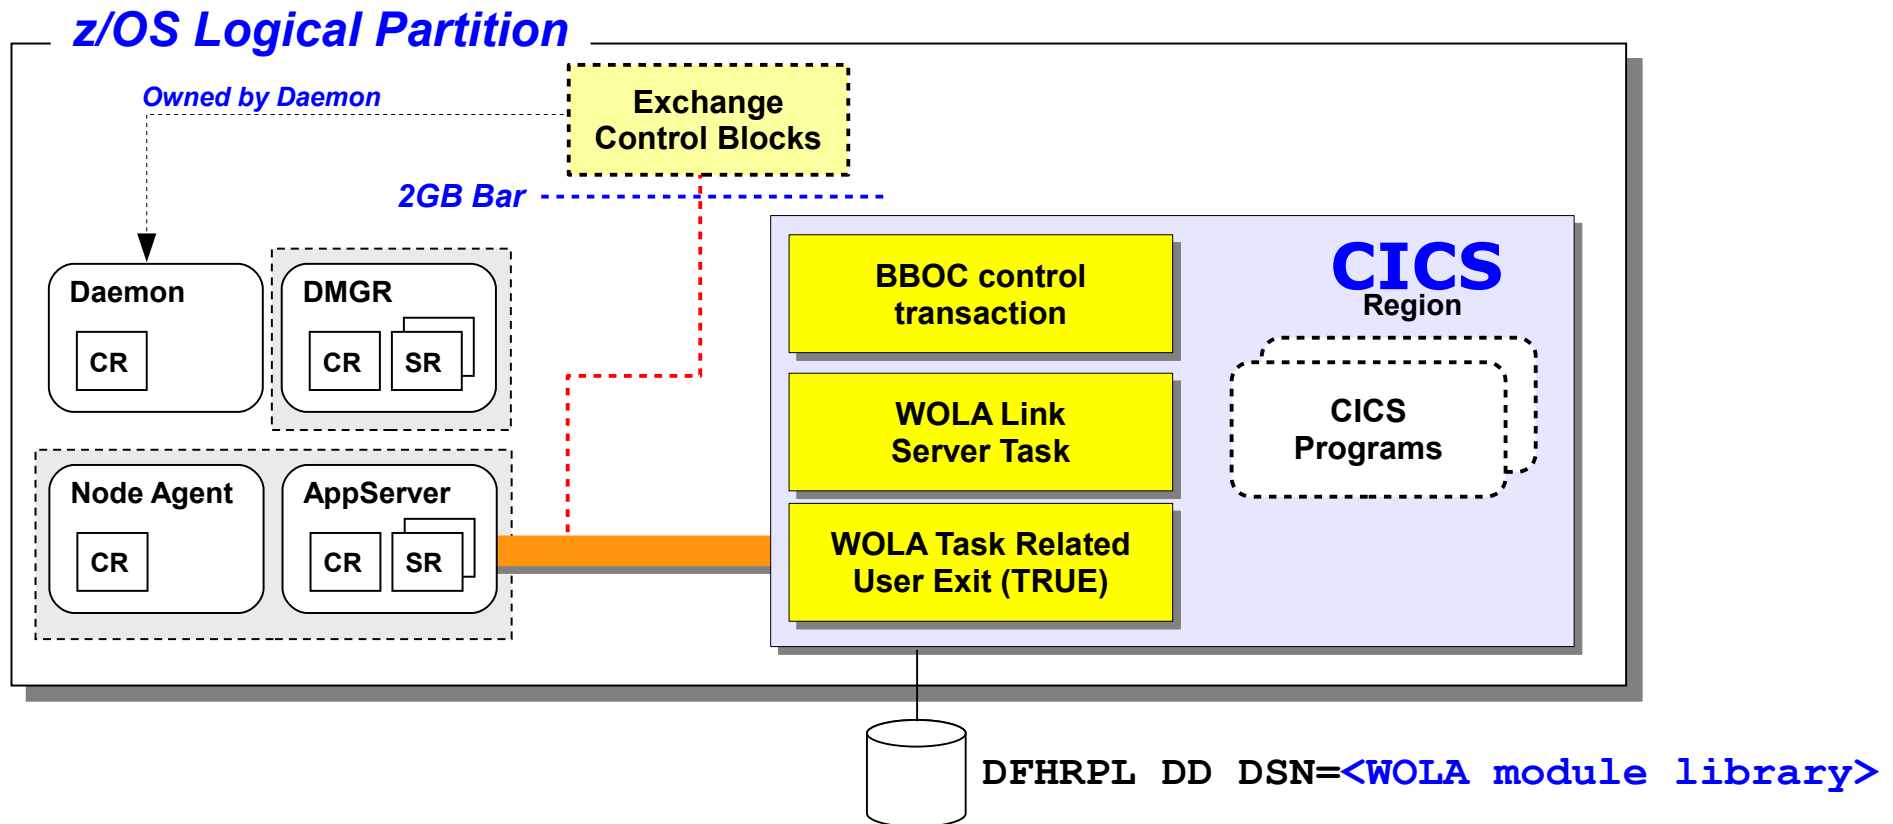 z/OS Logical Partition
Owned by Daemon
Exchange
Control Blocks
2GB Bar
Daemon
CR
DMGR
CR
SR
Node Agent
CR
AppServer
CR
SR
BBOC control
transaction
WOLA Link
Server Task
WOLA Task Related
User Exit (TRUE)
CICS
Region
CICS
Programs
DFHRPL DD DSN=<WOLA module library>